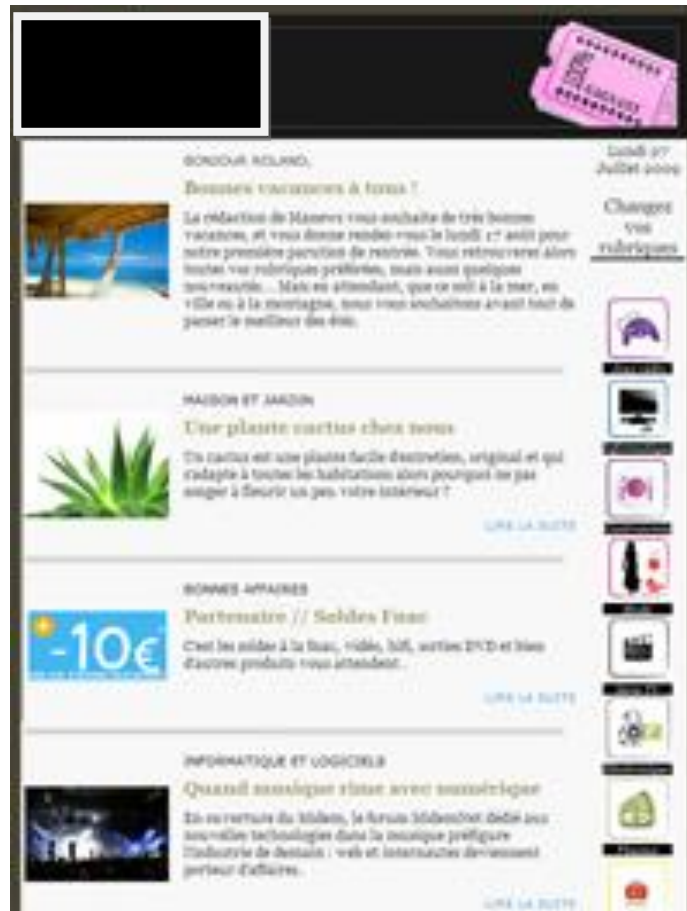 100%
GAGNANT
Lundi 27
Juillet 2009
Changez
vos
rubriques
BONJOUR ROLAND,
Bonnes vacances à tous !
La rédaction de vous souhaite de très bonnes
vacances, et vous donne rendez-vous le lundi 17 août pour
notre première parution de rentrée. Vous retrouverez alors
toutes vos rubriques préférées, mais aussi quelques
nouveautés... Mais en attendant, que ce soit à la mer, en
ville ou à la montagne, nous vous souhaitons avant tout de
passer le meilleur des étés.
MAISON ET JARDIN
Une plante cactus chez nous
Un cactus est une plante facile d'entretien, original et qui
s'adapte à toutes les habitations alors pourquoi ne pas
songer à fleurir un peu votre intérieur ?
LIRE LA SUITE
BONNES AFFAIRES
Partenaire // Soldes Fnac
-10€
C'est les soldes à la fnac, vidéo, hifi, sorties DVD et bien
d'autres produits vous attendent.
LIRE LA SUITE
INFORMATIQUE ET LOGICIELS
Quand musique rime avec numérique
En ouverture du Midem, le forum MidemNet dédié aux
nouvelles technologies dans la musique préfigure
l'industrie de demain : web et internautes deviennent
porteur d'affaires.
LIRE LA SUITE